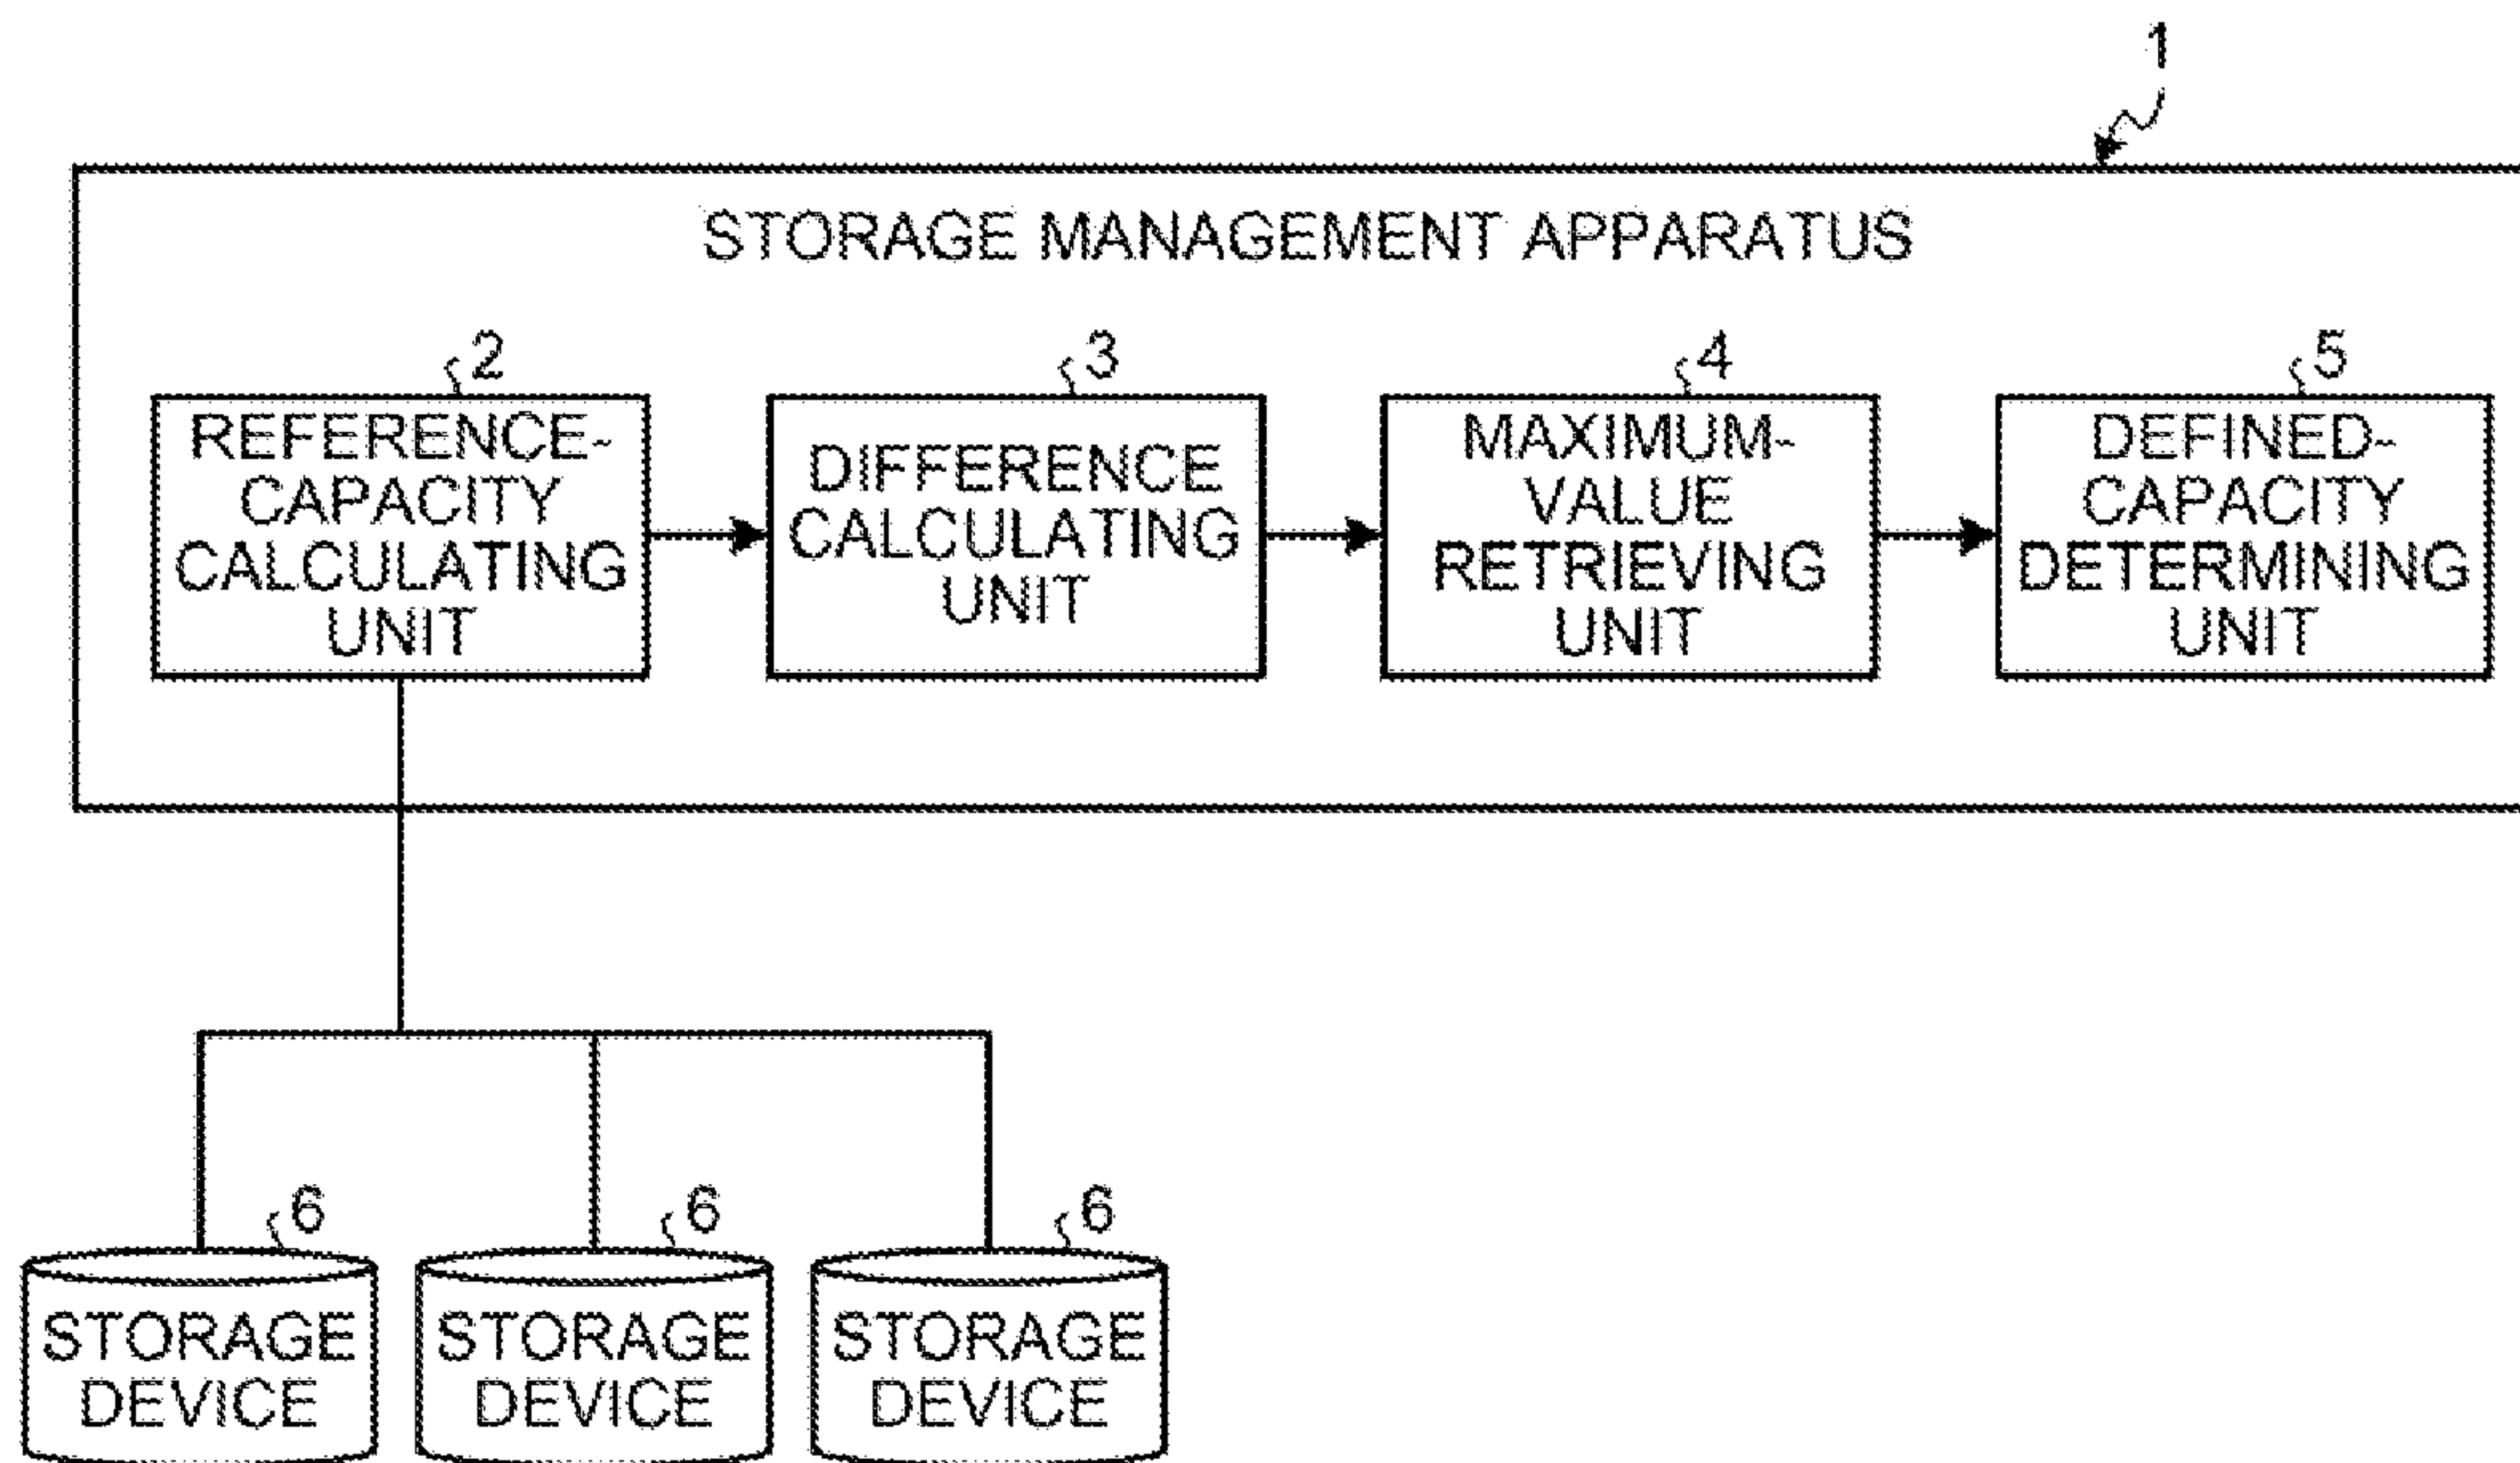 1
STORAGE MANAGEMENT APPARATUS
2
REFERENCE-
CAPACITY
CALCULATING
UNIT
3
DIFFERENCE
CALCULATING
UNIT
4
MAXIMUM-
VALUE
RETRIEVING
UNIT
5
DEFINED-
CAPACITY
DETERMINING
UNIT
6
STORAGE
DEVICE
6
STORAGE
DEVICE
6
STORAGE
DEVICE